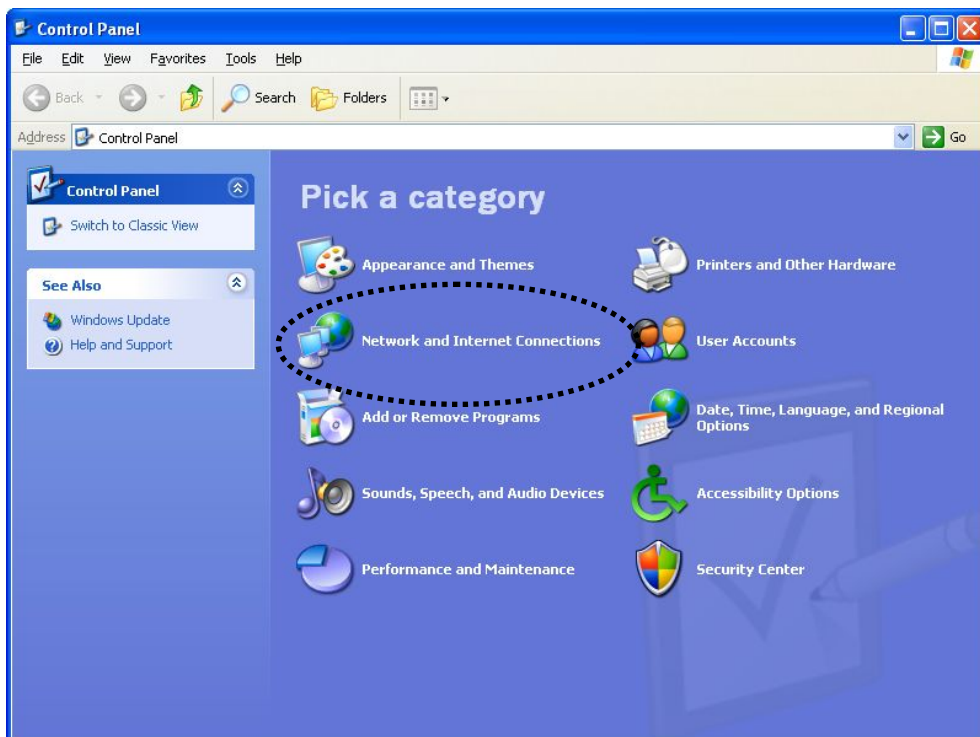 Control Panel
File Edit View Favorites Tools Help
Back Search Folders
Address Control Panel Go
Control Panel
Switch to Classic View
See Also
Windows Update
Help and Support
Pick a category
Appearance and Themes
Printers and Other Hardware
Network and Internet Connections
User Accounts
Add or Remove Programs
Date, Time, Language, and Regional
Options
Sounds, Speech, and Audio Devices
Accessibility Options
Performance and Maintenance
Security Center